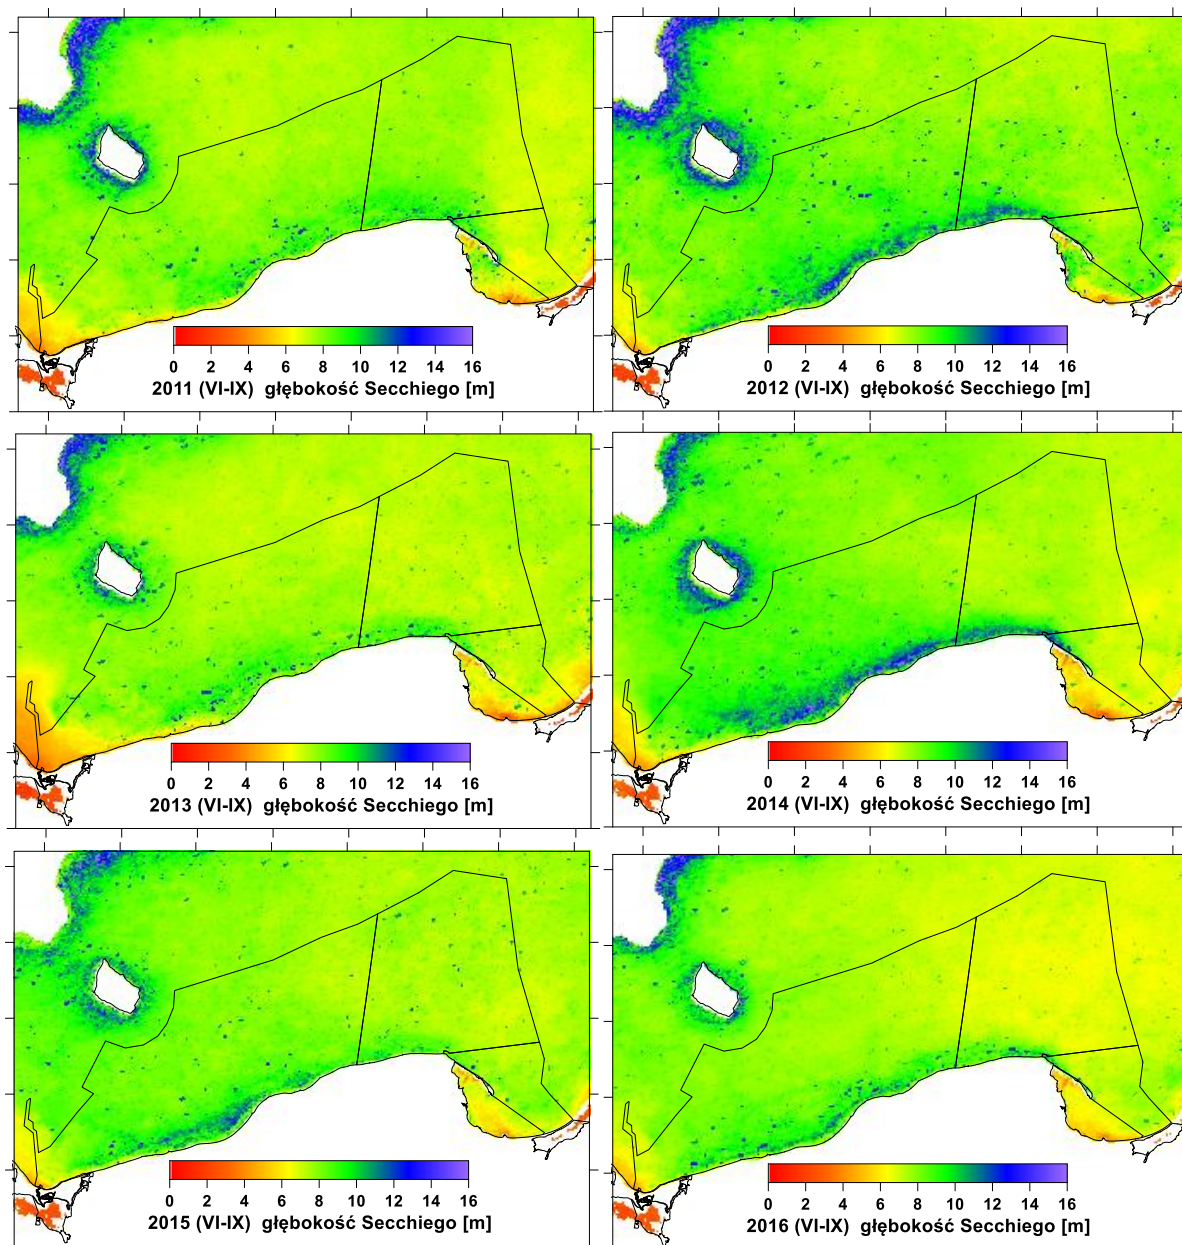 0 2 4 6 8 10 12 14 16
2011 (VI-IX) głębokość Secchiego [m]
0 2 4 6 8 10 12 14 16
2012 (VI-IX) głębokość Secchiego [m]
0 2 4 6 8 10 12 14 16
2013 (VI-IX) głębokość Secchiego [m]
0 2 4 6 8 10 12 14 16
2014 (VI-IX) głębokość Secchiego [m]
0 2 4 6 8 10 12 14 16
2015 (VI-IX) głębokość Secchiego [m]
0 2 4 6 8 10 12 14 16
2016 (VI-IX) głębokość Secchiego [m]